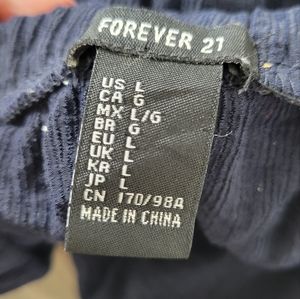 FOREVER 21
US L
CA G
MX L/G
BR G
EU L
UK L
KR L
JP L
CN 170/98A
MADE IN CHINA